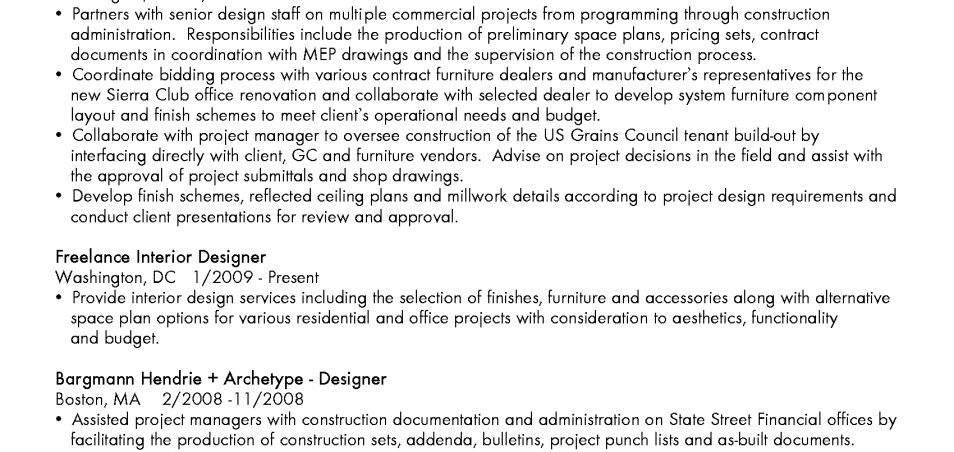 • Partners with senior design staff on multiple commercial projects from programming through construction
administration.  Responsibilities include the production of preliminary space plans, pricing sets, contract
documents in coordination with MEP drawings and the supervision of the construction process.
• Coordinate bidding process with various contract furniture dealers and manufacturer's representatives for the
new Sierra Club office renovation and collaborate with selected dealer to develop system furniture component
layout and finish schemes to meet client's operational needs and budget.
• Collaborate with project manager to oversee construction of the US Grains Council tenant build-out by
interfacing directly with client, GC and furniture vendors.  Advise on project decisions in the field and assist with
the approval of project submittals and shop drawings.
• Develop finish schemes, reflected ceiling plans and millwork details according to project design requirements and
conduct client presentations for review and approval.
Freelance Interior Designer
Washington, DC   1/2009 - Present
• Provide interior design services including the selection of finishes, furniture and accessories along with alternative
space plan options for various residential and office projects with consideration to aesthetics, functionality
and budget.
Bargmann Hendrie + Archetype - Designer
Boston, MA    2/2008 -11/2008
• Assisted project managers with construction documentation and administration on State Street Financial offices by
facilitating the production of construction sets, addenda, bulletins, project punch lists and as-built documents.